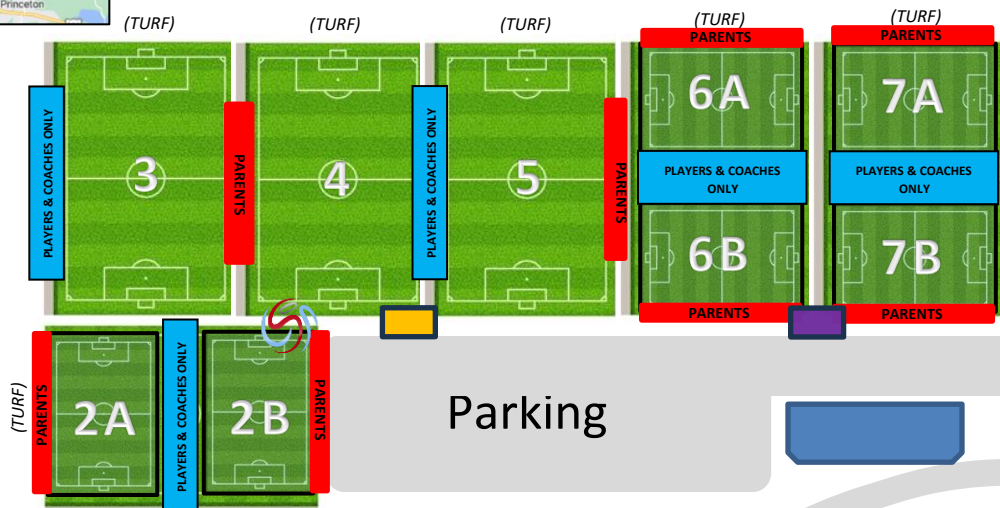 Princeton
(TURF)
(TURF)
(TURF)
(TURF)
(TURF)
PARENTS
PARENTS
PLAYERS & COACHES ONLY
3
PARENTS
4
PLAYERS & COACHES ONLY
5
PARENTS
6A
7A
PLAYERS & COACHES
ONLY
PLAYERS & COACHES
ONLY
6B
7B
PARENTS
PARENTS
(TURF)
PARENTS
2A
PLAYERS & COACHES ONLY
2B
PARENTS
Parking